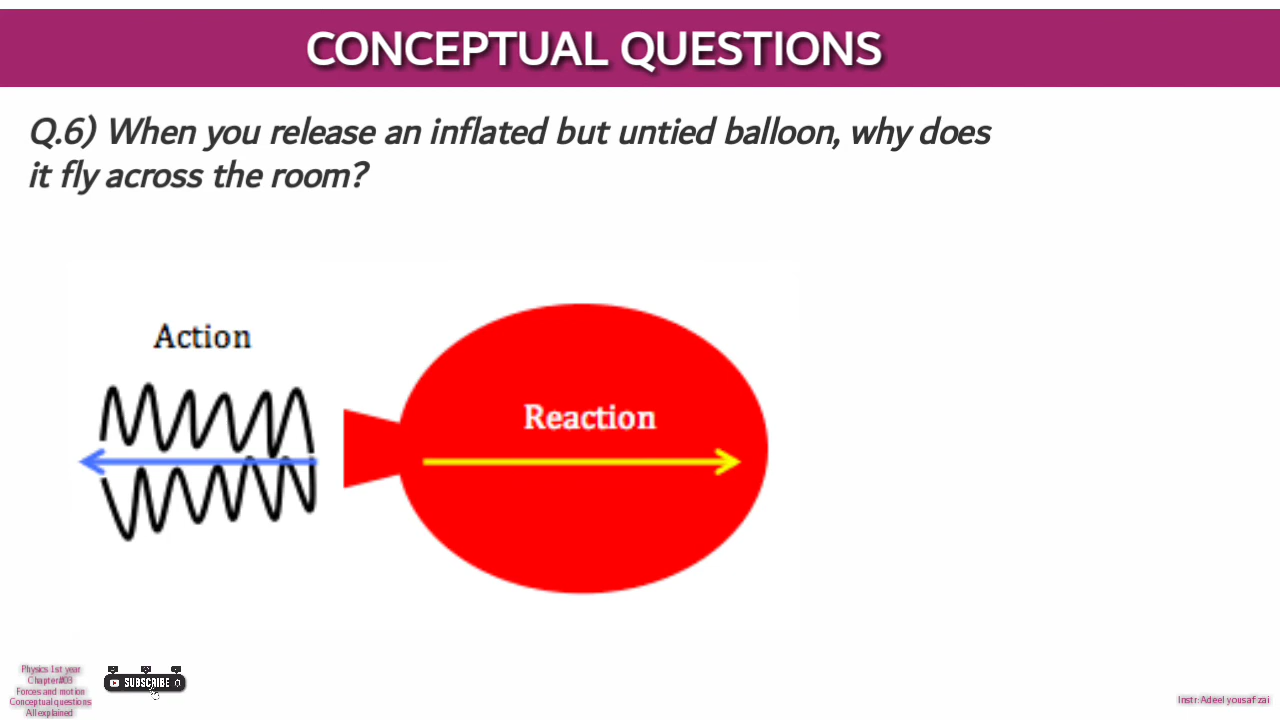 CONCEPTUAL QUESTIONS
Q.6) When you release an inflated but untied balloon, why does
it fly across the room?
Action
Reaction
Physics 1st year
Chapter#03
Forces and motion
Conceptual questions
All explained
SUBSCRIBE
Instr:Adeel yousafzai